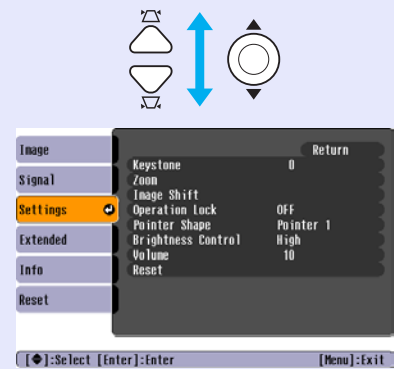 Image
Signal
Settings
Extended
Info
Reset
Return
Keystone 0
Zoom
Image Shift
Operation Lock OFF
Pointer Shape Pointer 1
Brightness Control High
Volume 10
Reset
[◆]:Select [Enter]:Enter [Menu]:Exit